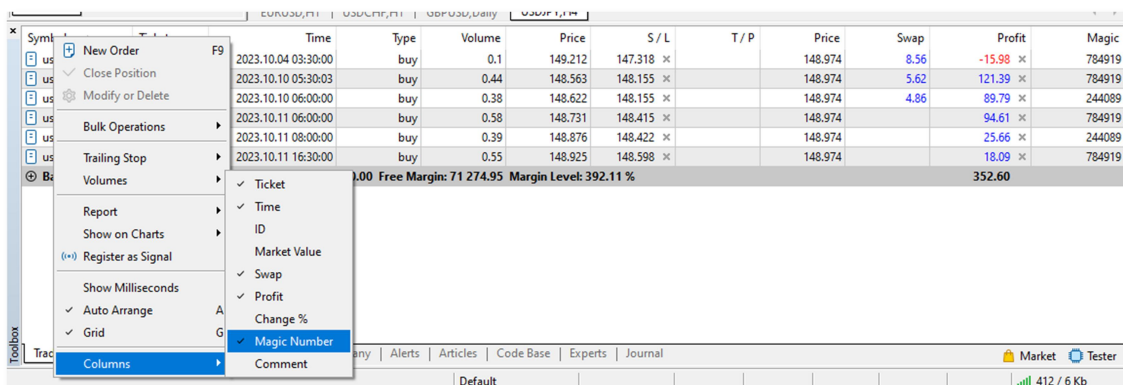 EURUSD,H1 | USDCHF,H1 | GBPUSD,Daily USDJPY,H4
Time Type Volume Price S / L T / P Price Swap Profit Magic
us 2023.10.04 03:30:00 buy 0.1 149.212 147.318 × 148.974 8.56 -15.98 × 784919
us 2023.10.10 05:30:03 buy 0.44 148.563 148.155 × 148.974 5.62 121.39 × 784919
us 2023.10.10 06:00:00 buy 0.38 148.622 148.155 × 148.974 4.86 89.79 × 244089
us 2023.10.11 06:00:00 buy 0.58 148.731 148.415 × 148.974 94.61 × 784919
us 2023.10.11 08:00:00 buy 0.39 148.876 148.422 × 148.974 25.66 × 244089
us 2023.10.11 16:30:00 buy 0.55 148.925 148.598 × 148.974 18.09 × 784919
Free Margin: 71 274.95 Margin Level: 392.11 % 352.60
New Order F9
Close Position
Modify or Delete
Bulk Operations
Trailing Stop
Volumes
Report
Show on Charts
Register as Signal
Show Milliseconds
Auto Arrange A
Grid G
Columns
Ticket
Time
ID
Market Value
Swap
Profit
Change %
Magic Number
Comment
Toolbox
Alerts | Articles | Code Base | Experts | Journal
Market Tester
Default 412 / 6 Kb